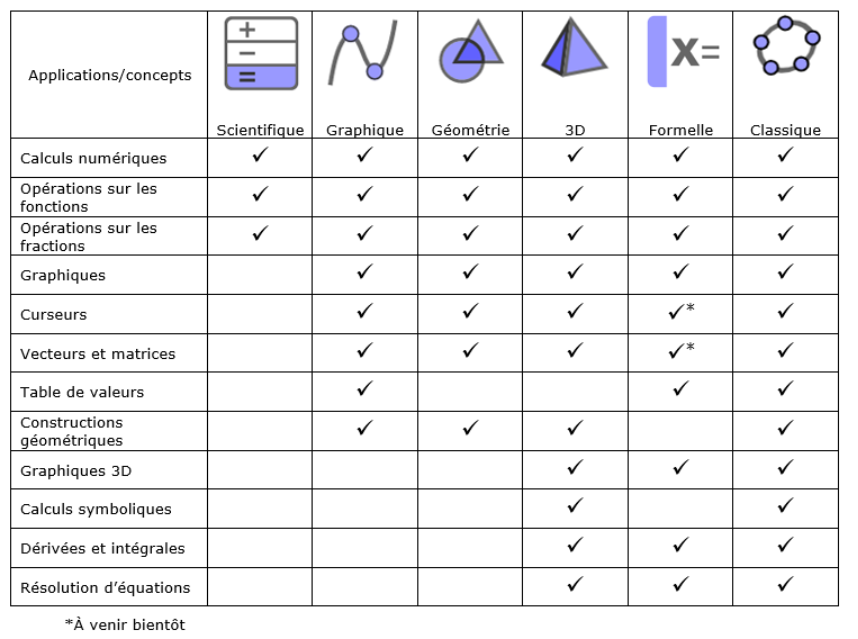 Applications/concepts
Scientifique Graphique Géométrie 3D Formelle Classique
+
−
=
X=
Calculs numériques ✓ ✓ ✓ ✓ ✓ ✓
Opérations sur les
fonctions ✓ ✓ ✓ ✓ ✓ ✓
Opérations sur les
fractions ✓ ✓ ✓ ✓ ✓ ✓
Graphiques ✓ ✓ ✓ ✓ ✓
Curseurs ✓ ✓ ✓ ✓* ✓
Vecteurs et matrices ✓ ✓ ✓ ✓* ✓
Table de valeurs ✓ ✓ ✓
Constructions
géométriques ✓ ✓ ✓ ✓
Graphiques 3D ✓ ✓ ✓
Calculs symboliques ✓ ✓
Dérivées et intégrales ✓ ✓ ✓
Résolution d'équations ✓ ✓ ✓
*À venir bientôt